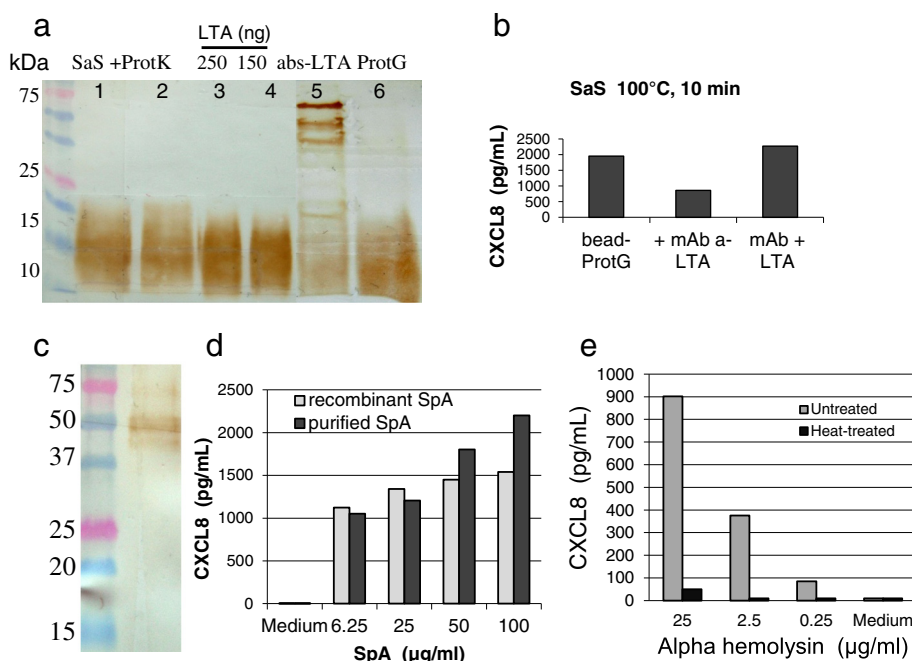 a
LTA (ng)
kDa SaS +ProtK 250 150 abs-LTA ProtG
1 2 3 4 5 6
75
25
15
10
b
SaS 100°C, 10 min
CXCL8 (pg/mL)
2500
2000
1500
1000
500
0
bead-ProtG
+ mAb a-LTA
mAb + LTA
c
75
50
37
25
20
15
d
CXCL8 (pg/mL)
2500
2000
1500
1000
500
0
recombinant SpA
purified SpA
Medium 6.25 25 50 100
SpA (µg/ml)
e
CXCL8 (pg/mL)
1000
900
800
700
600
500
400
300
200
100
0
Untreated
Heat-treated
25 2.5 0.25 Medium
Alpha hemolysin (µg/ml)